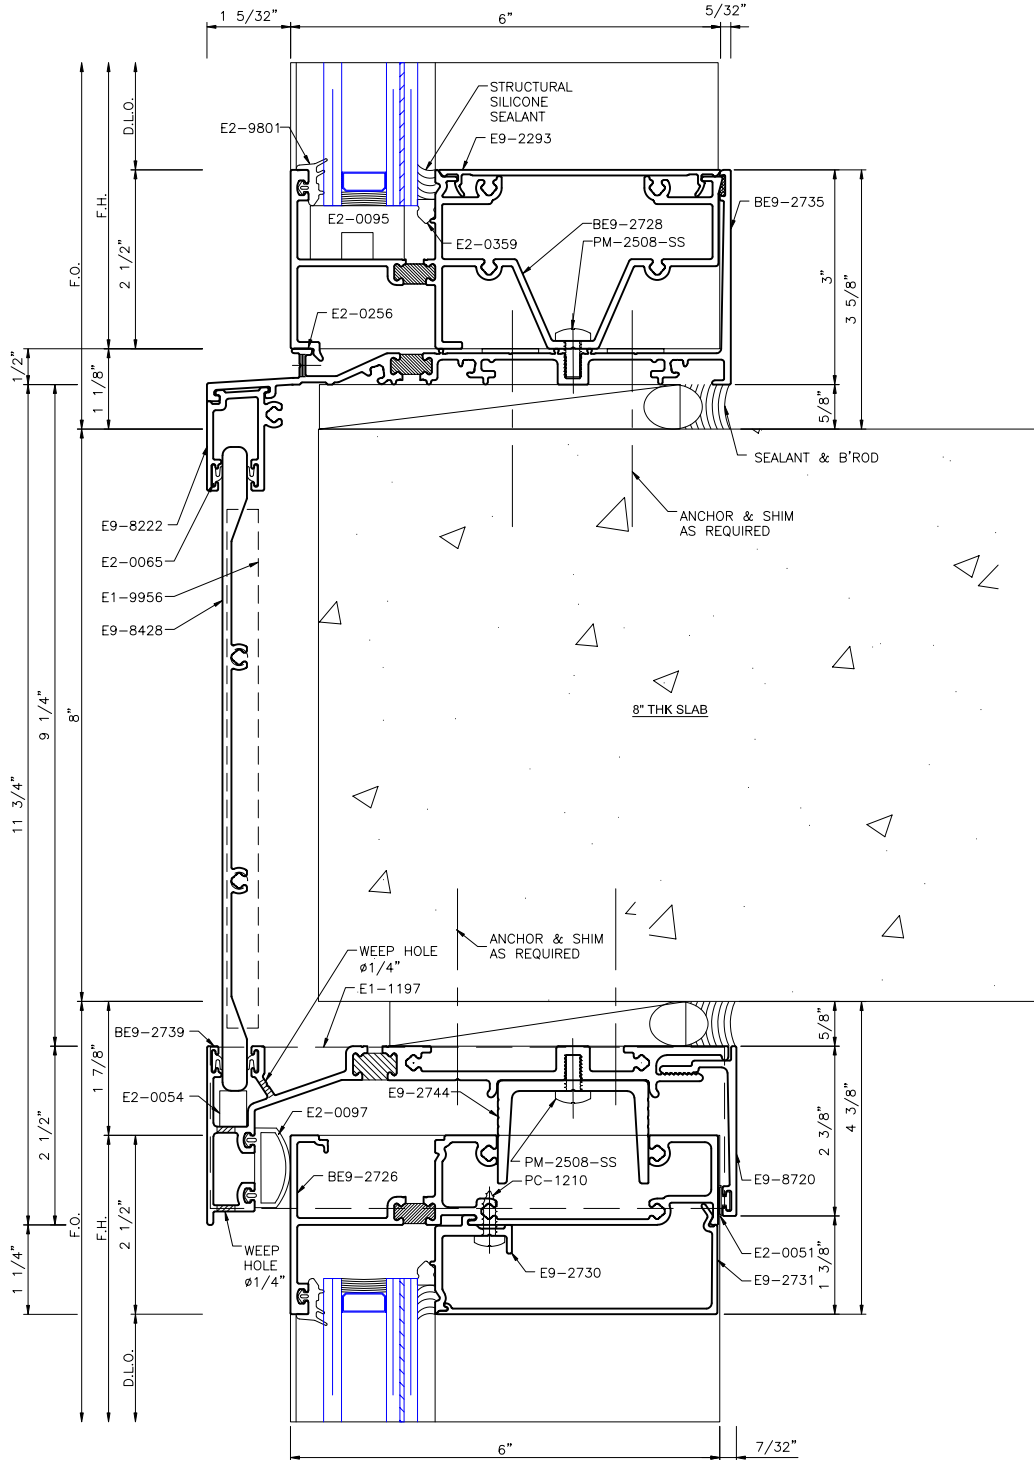 1 5/32"
6"
5/32"
D.L.O.
STRUCTURAL
SILICONE
SEALANT
E2-9801
E9-2293
F.H.
F.O.
2 1/2"
E2-0095
E2-0359
BE9-2728
PM-2508-SS
BE9-2735
3"
3 5/8"
E2-0256
1/2"
1 1/8"
5/8"
SEALANT & B'ROD
E9-8222
ANCHOR & SHIM
AS REQUIRED
E2-0065
E1-9956
E9-8428
8" THK SLAB
9 1/4"
8"
11 3/4"
ANCHOR & SHIM
AS REQUIRED
WEEP HOLE
ø1/4"
E1-1197
BE9-2739
5/8"
1 7/8"
E2-0054
E2-0097
E9-2744
2 1/2"
2 3/8"
4 3/8"
PM-2508-SS
PC-1210
BE9-2726
E9-8720
F.O.
F.H.
2 1/2"
1 1/4"
WEEP
HOLE
ø1/4"
E2-0051
E9-2730
E9-2731
1 3/8"
D.L.O.
6"
7/32"